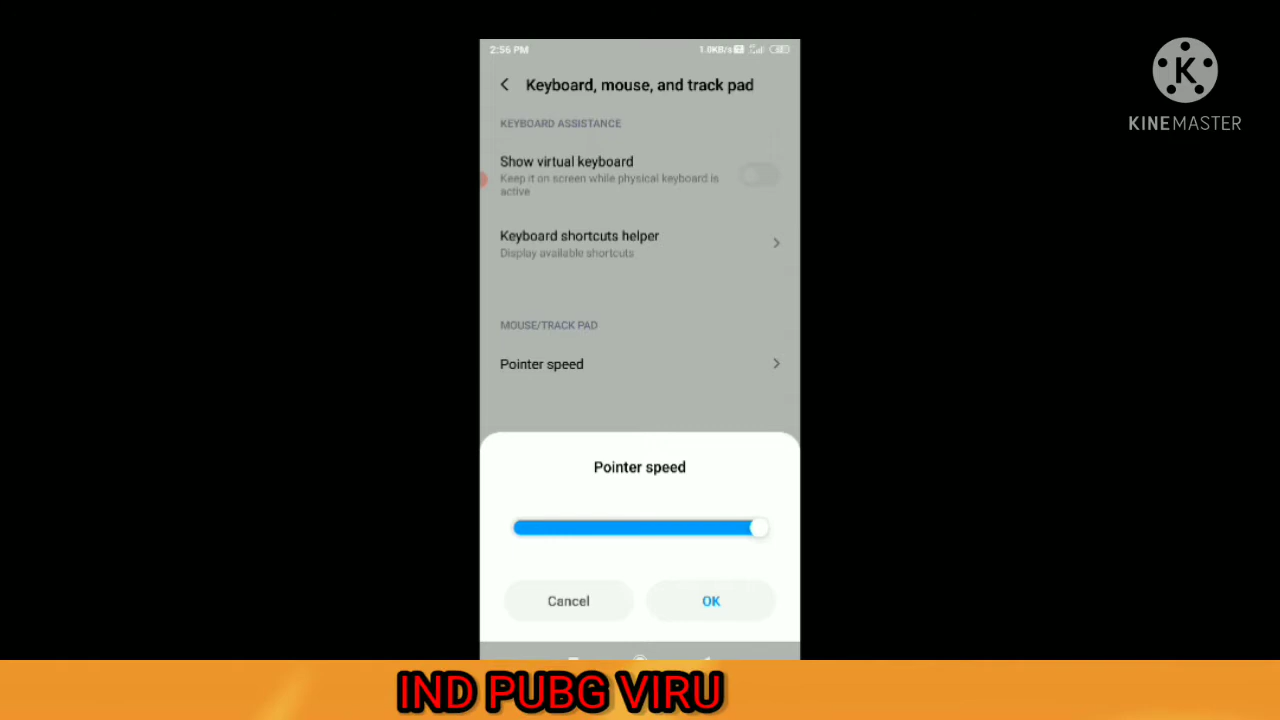 2:56 PM
1.0KB/s
Keyboard, mouse, and track pad
KEYBOARD ASSISTANCE
Show virtual keyboard
Keep it on screen while physical keyboard is
active
Keyboard shortcuts helper
Display available shortcuts
MOUSE/TRACK PAD
Pointer speed
Pointer speed
Cancel
OK
K
KINEMASTER
IND PUBG VIRU